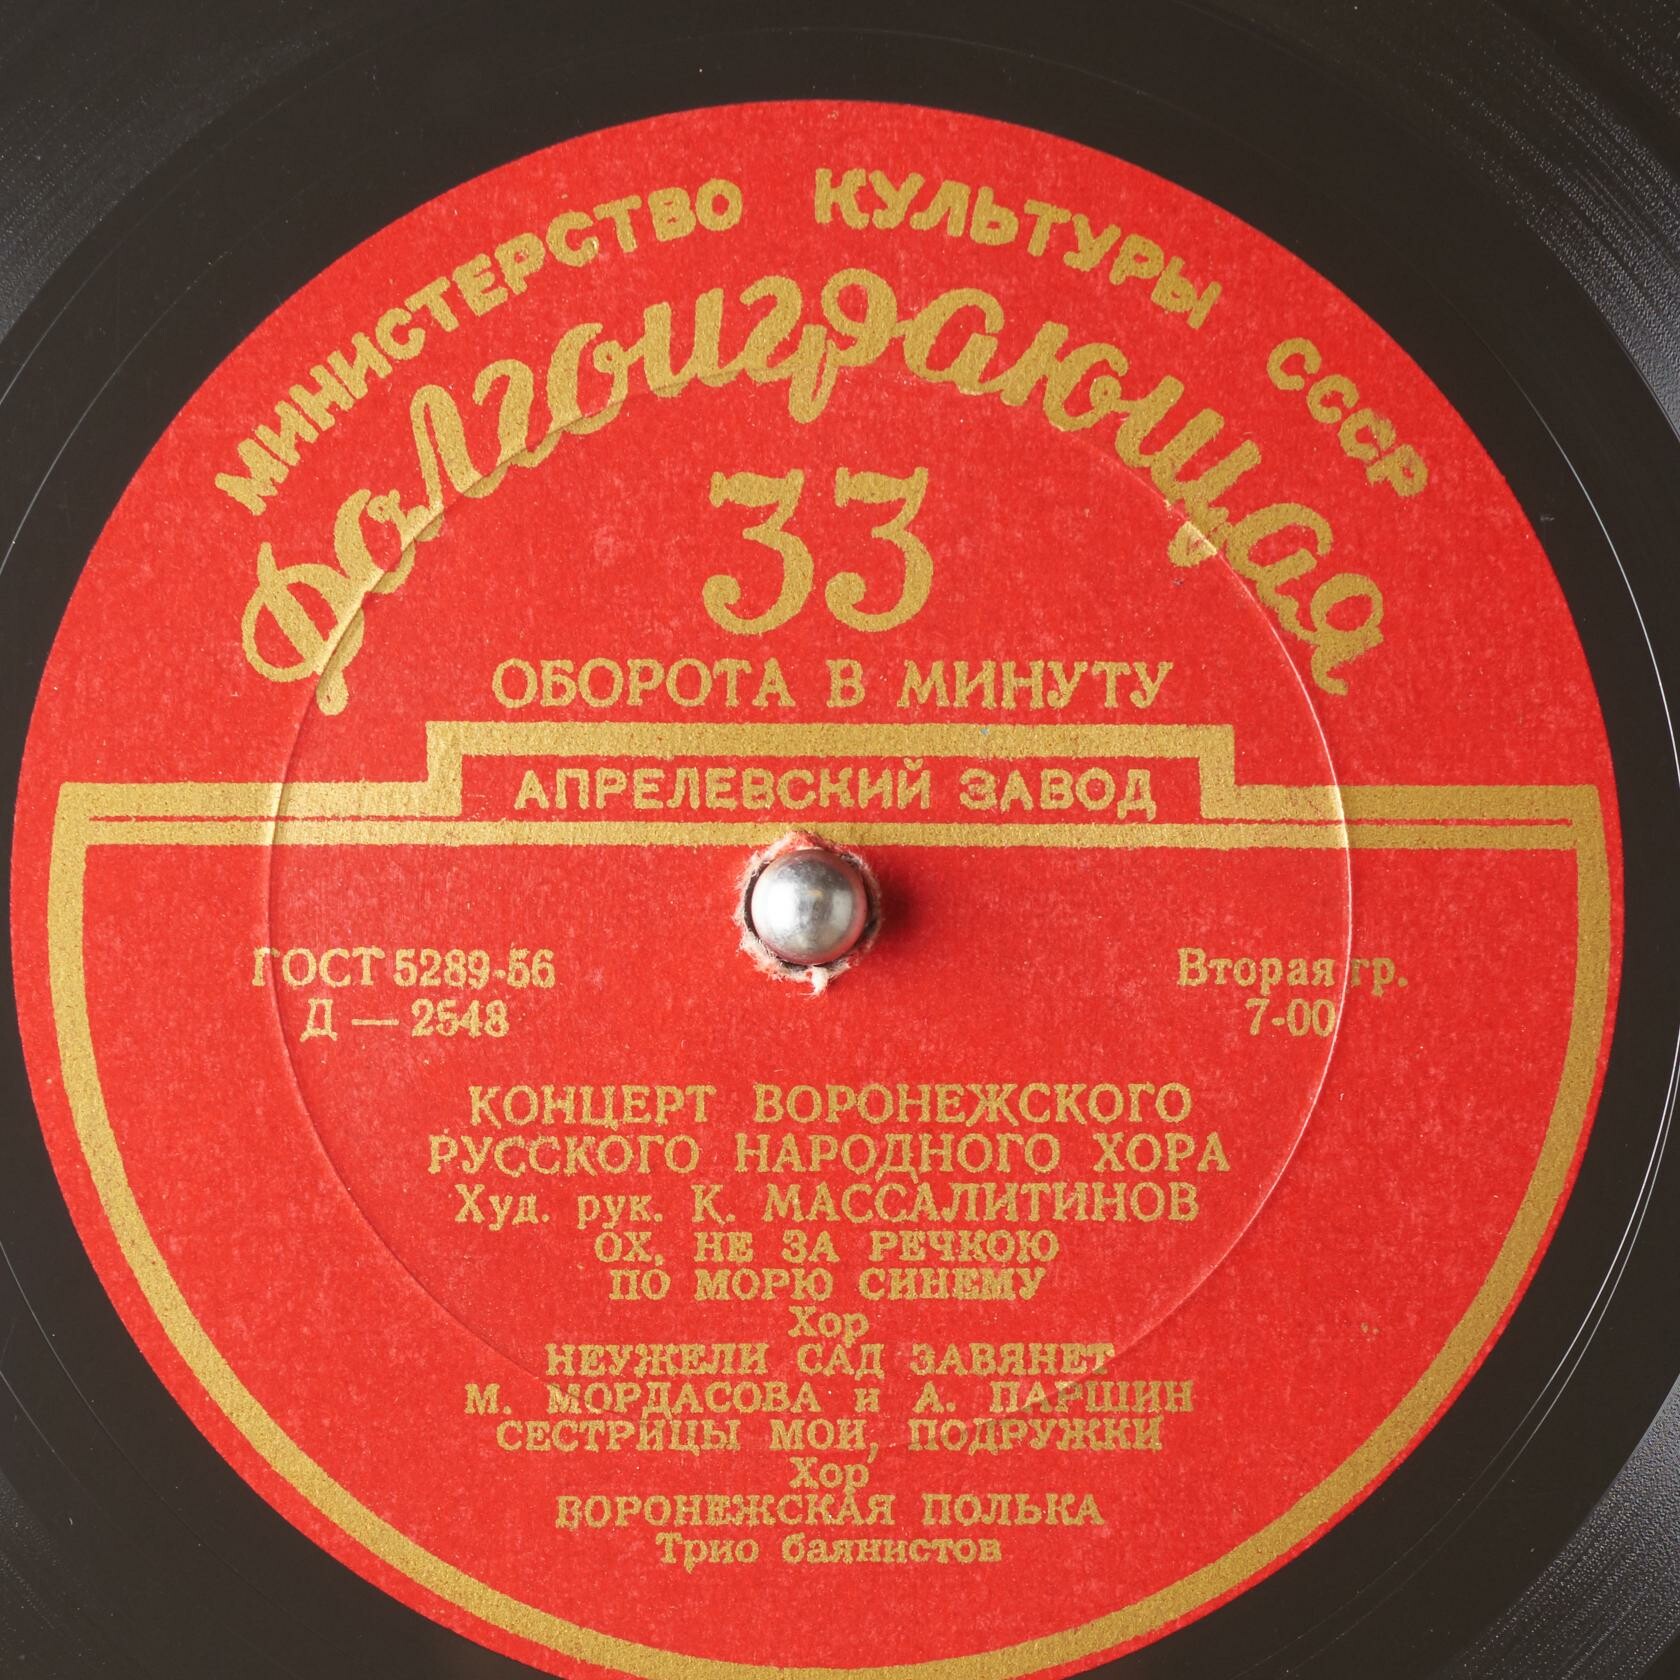 МИНИСТЕРСТВО КУЛЬТУРЫ СССР
Долгоиграющая
33
ОБОРОТА В МИНУТУ
АПРЕЛЕВСКИЙ ЗАВОД
ГОСТ 5289-56 Вторая гр.
Д — 2548 7-00
КОНЦЕРТ ВОРОНЕЖСКОГО
РУССКОГО НАРОДНОГО ХОРА
Худ. рук. К. МАССАЛИТИНОВ
ОХ, НЕ ЗА РЕЧКОЮ
ПО МОРЮ СИНЕМУ
Хор
НЕУЖЕЛИ САД ЗАВЯНЕТ
М. МОРДАСОВА и А. ПАРШИН
СЕСТРИЦЫ МОИ, ПОДРУЖКИ
Хор
ВОРОНЕЖСКАЯ ПОЛЬКА
Трио баянистов